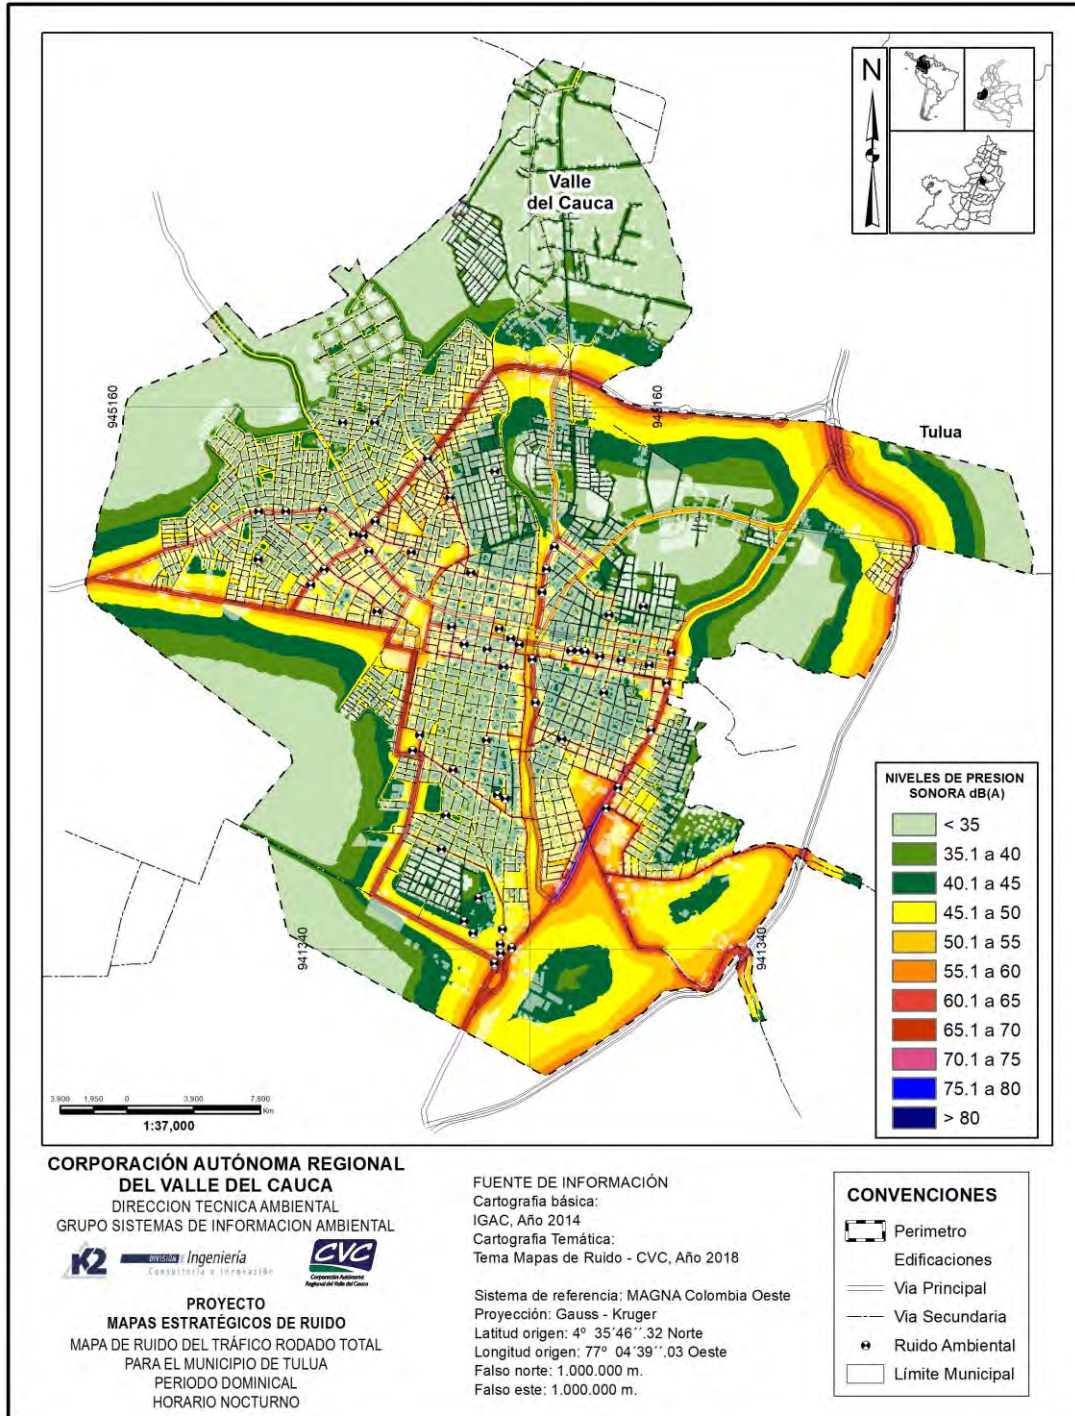 N
Valle
del Cauca
945160
945160
Tulua
941340
941340
NIVELES DE PRESION
SONORA dB(A)
< 35
35.1 a 40
40.1 a 45
45.1 a 50
50.1 a 55
55.1 a 60
60.1 a 65
65.1 a 70
70.1 a 75
75.1 a 80
> 80
3.900 1.950 0 3.900 7.800
Km
1:37,000
CORPORACIÓN AUTÓNOMA REGIONAL
DEL VALLE DEL CAUCA
DIRECCION TECNICA AMBIENTAL
GRUPO SISTEMAS DE INFORMACION AMBIENTAL
K2
DIVISIÓN Ingeniería
Consultoría e Innovación
CVC
Corporación Autónoma
Regional del Valle del Cauca
PROYECTO
MAPAS ESTRATÉGICOS DE RUIDO
MAPA DE RUIDO DEL TRÁFICO RODADO TOTAL
PARA EL MUNICIPIO DE TULUA
PERIODO DOMINICAL
HORARIO NOCTURNO
FUENTE DE INFORMACIÓN
Cartografia básica:
IGAC, Año 2014
Cartografia Temática:
Tema Mapas de Ruido - CVC, Año 2018
Sistema de referencia: MAGNA Colombia Oeste
Proyección: Gauss - Kruger
Latitud origen: 4º 35´46´´.32 Norte
Longitud origen: 77º 04´39´´.03 Oeste
Falso norte: 1.000.000 m.
Falso este: 1.000.000 m.
CONVENCIONES
Perimetro
Edificaciones
Via Principal
Via Secundaria
Ruido Ambiental
Límite Municipal